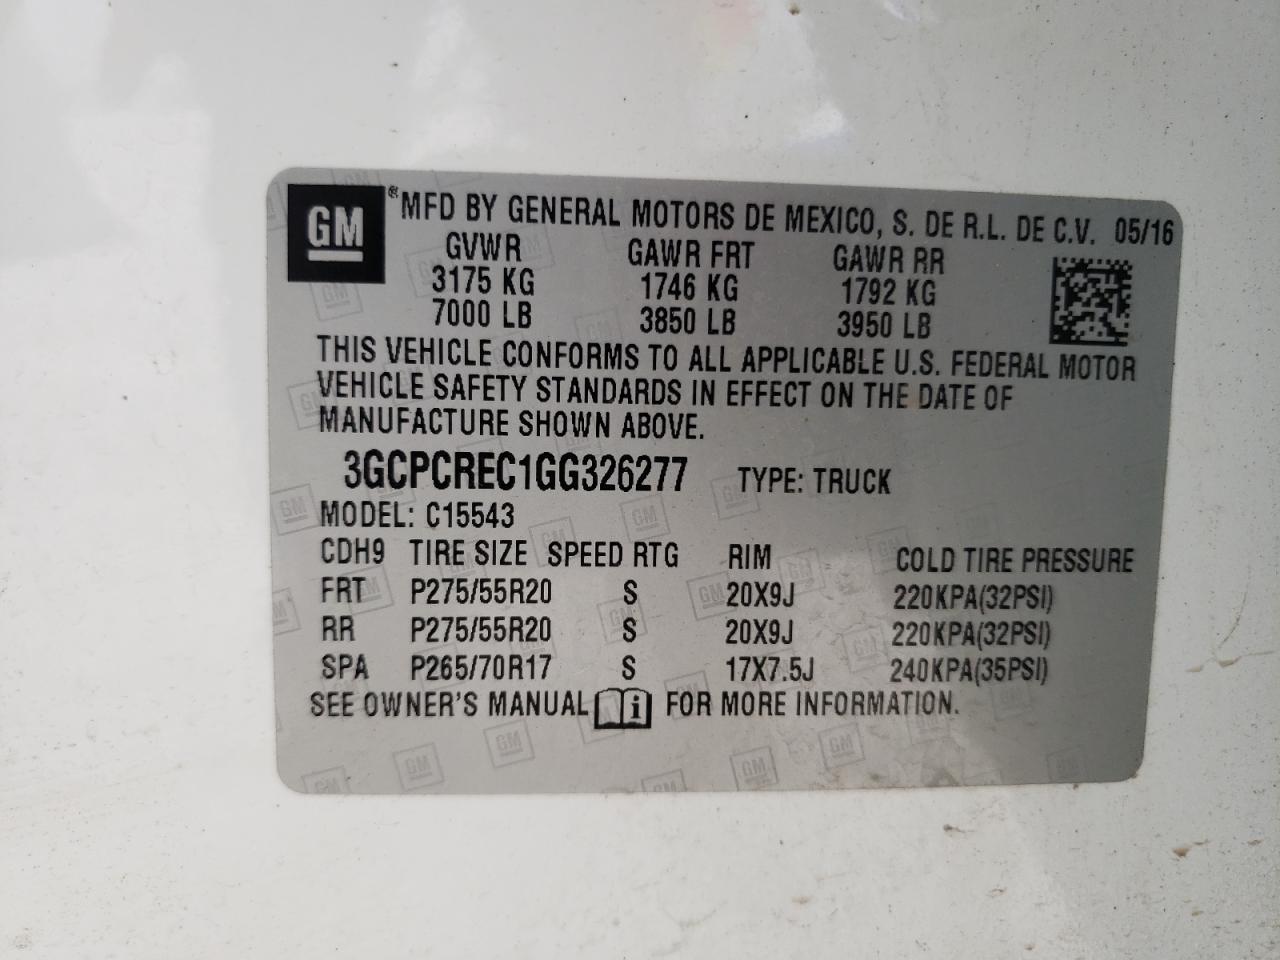 GM ® MFD BY GENERAL MOTORS DE MEXICO, S. DE R.L. DE C.V. 05/16
GVWR GAWR FRT GAWR RR
3175 KG 1746 KG 1792 KG
7000 LB 3850 LB 3950 LB
THIS VEHICLE CONFORMS TO ALL APPLICABLE U.S. FEDERAL MOTOR
VEHICLE SAFETY STANDARDS IN EFFECT ON THE DATE OF
MANUFACTURE SHOWN ABOVE.
3GCPCREC1GG326277 TYPE: TRUCK
MODEL: C15543
CDH9 TIRE SIZE SPEED RTG RIM COLD TIRE PRESSURE
FRT P275/55R20 S 20X9J 220KPA(32PSI)
RR P275/55R20 S 20X9J 220KPA(32PSI)
SPA P265/70R17 S 17X7.5J 240KPA(35PSI)
SEE OWNER'S MANUAL i FOR MORE INFORMATION.